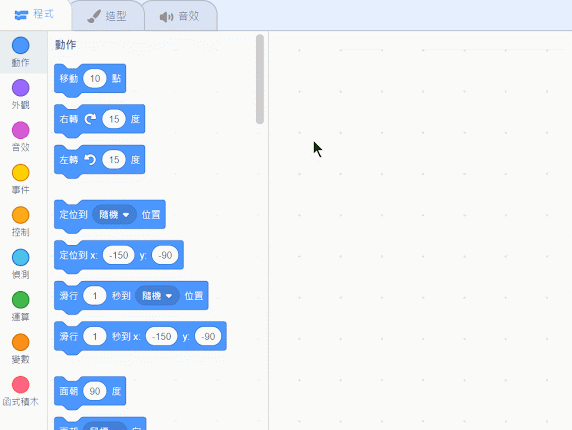 程式 造型 音效
動作
動作
外觀
音效
事件
控制
偵測
運算
變數
函式積木
移動 10 點
右轉 15 度
左轉 15 度
定位到 隨機 位置
定位到 x: -150 y: -90
滑行 1 秒到 隨機 位置
滑行 1 秒到 x: -150 y: -90
面朝 90 度